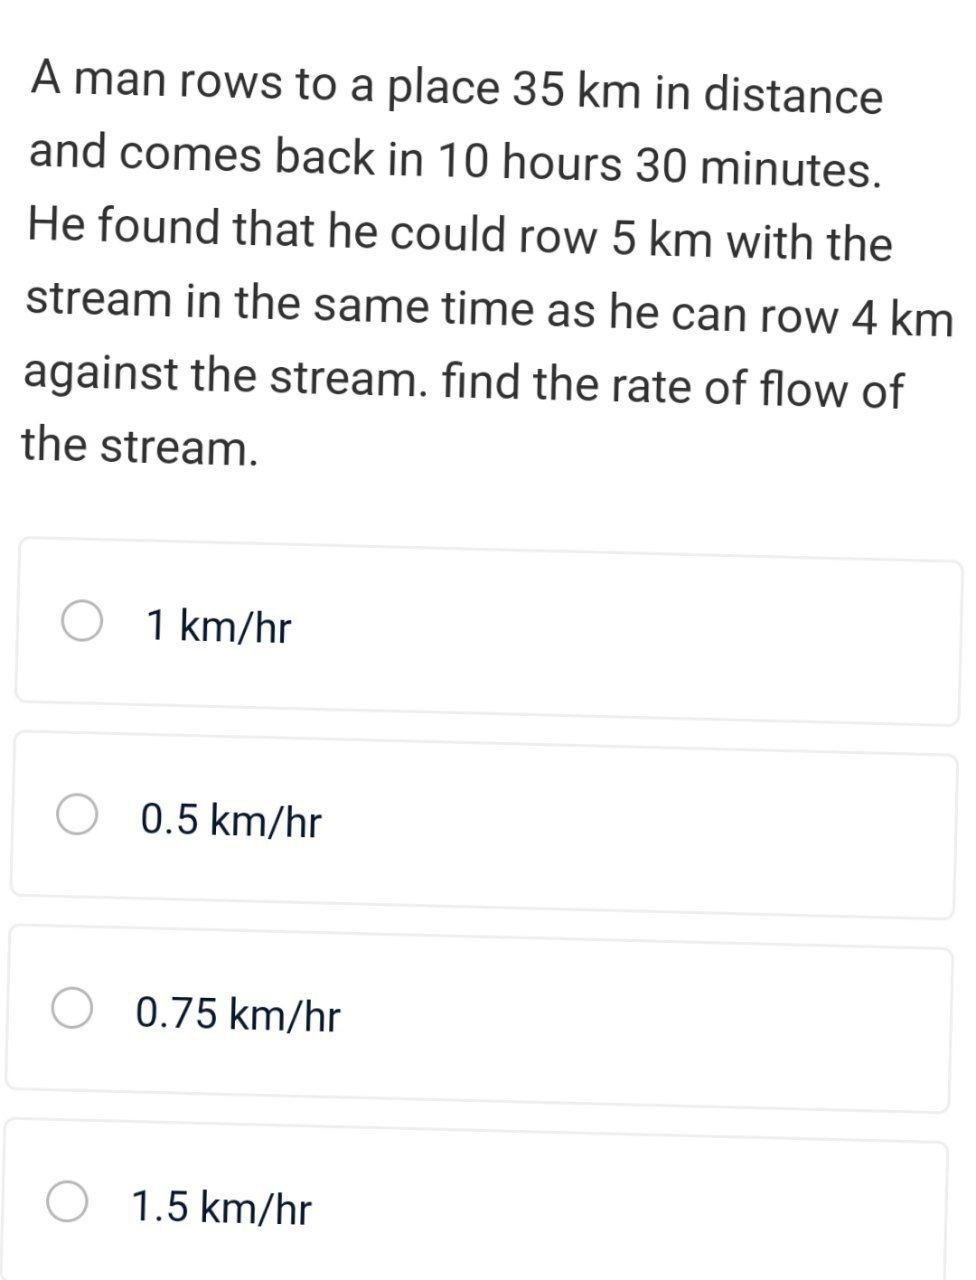 A man rows to a place 35 km in distance
and comes back in 10 hours 30 minutes.
He found that he could row 5 km with the
stream in the same time as he can row 4 km
against the stream. find the rate of flow of
the stream.
1 km/hr
0.5 km/hr
0.75 km/hr
1.5 km/hr